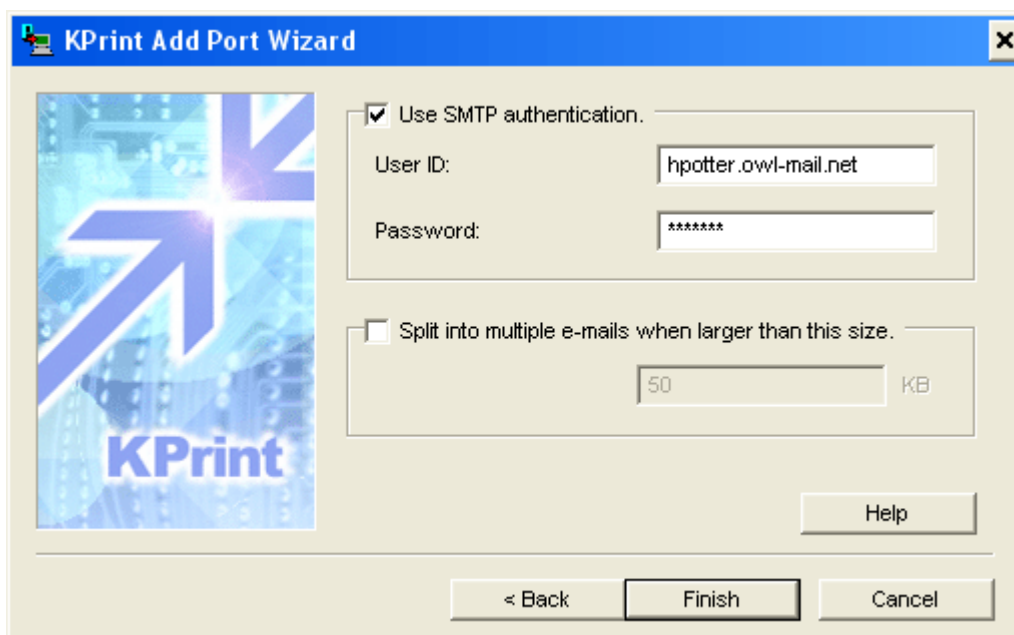 KPrint Add Port Wizard
Use SMTP authentication.
User ID:
hpotter.owl-mail.net
Password:
*******
Split into multiple e-mails when larger than this size.
50
KB
KPrint
Help
< Back
Finish
Cancel